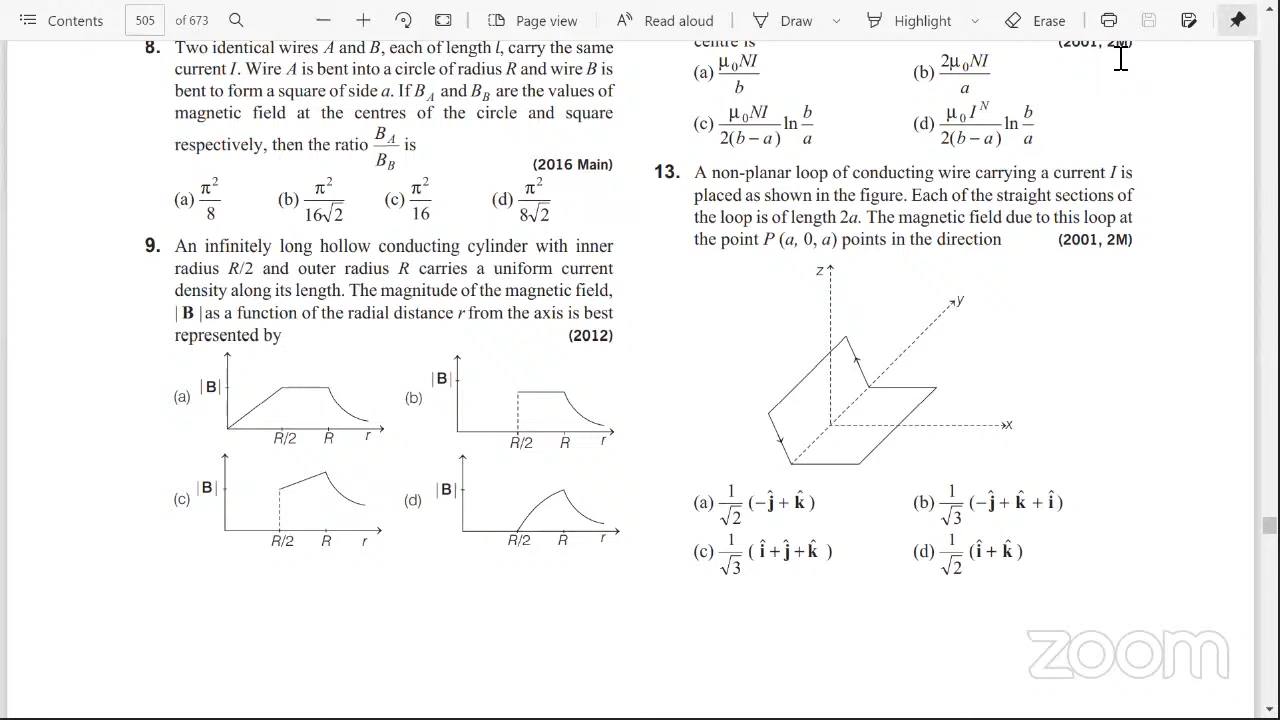 Contents
505 of 673
Page view
Read aloud
Draw
Highlight
Erase
8. Two identical wires A and B, each of length l, carry the same
current I. Wire A is bent into a circle of radius R and wire B is
bent to form a square of side a. If B_A and B_B are the values of
magnetic field at the centres of the circle and square
respectively, then the ratio B_A/B_B is
(2016 Main)
(a) π²/8 (b) π²/16√2 (c) π²/16 (d) π²/8√2
9. An infinitely long hollow conducting cylinder with inner
radius R/2 and outer radius R carries a uniform current
density along its length. The magnitude of the magnetic field,
|B| as a function of the radial distance r from the axis is best
represented by (2012)
(a) |B| R/2 R r
(b) |B| R/2 R r
(c) |B| R/2 R r
(d) |B| R/2 R r
centre is (2001, 2M)
(a) μ₀NI/b (b) 2μ₀NI/a
(c) μ₀NI/2(b – a) ln b/a (d) μ₀I^N/2(b – a) ln b/a
13. A non-planar loop of conducting wire carrying a current I is
placed as shown in the figure. Each of the straight sections of
the loop is of length 2a. The magnetic field due to this loop at
the point P (a, 0, a) points in the direction (2001, 2M)
z
y
x
(a) 1/√2 (–ĵ + k̂) (b) 1/√3 (–ĵ + k̂ + î)
(c) 1/√3 (î + ĵ + k̂) (d) 1/√2 (î + k̂)
zoom